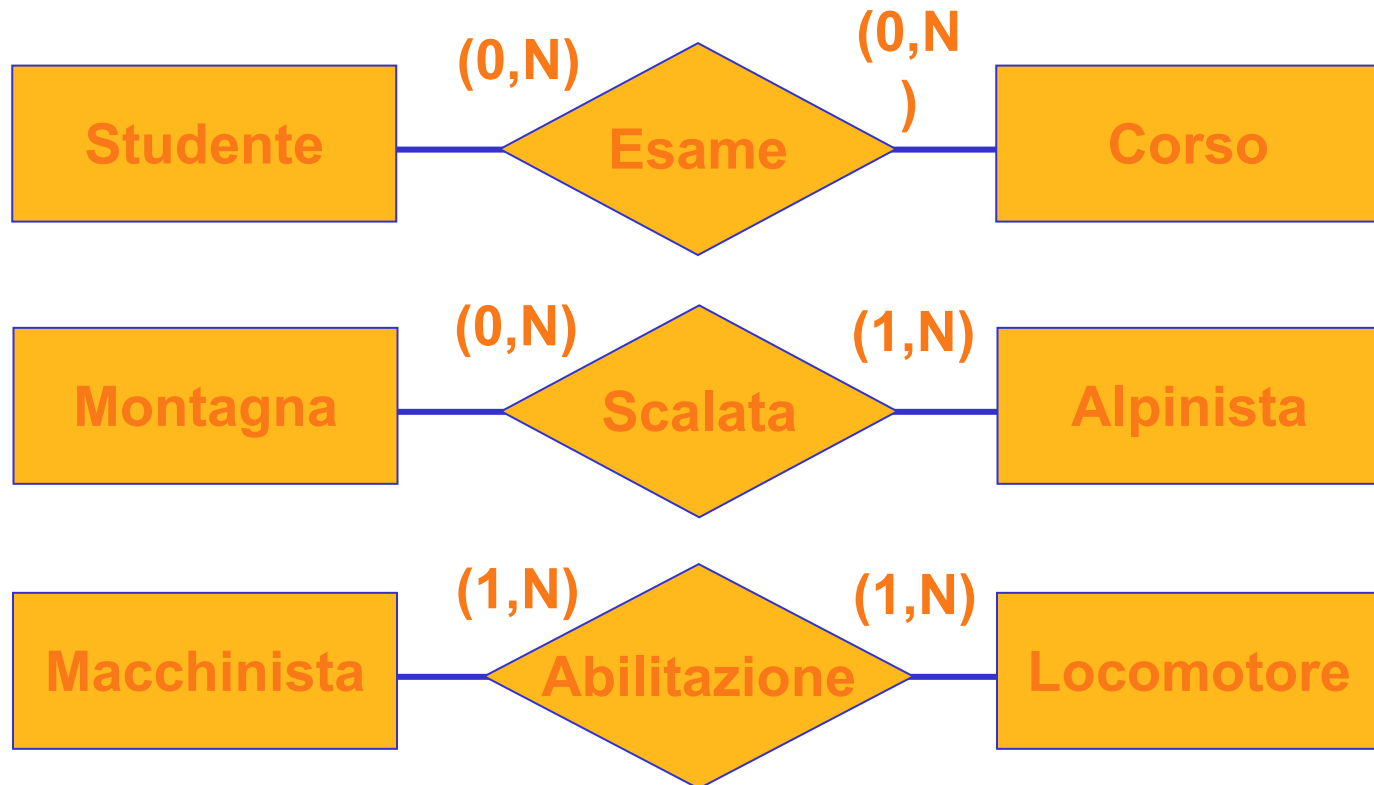 (0,N)
(0,N
)
Studente
Esame
Corso
(0,N)
(1,N)
Montagna
Scalata
Alpinista
(1,N)
(1,N)
Macchinista
Abilitazione
Locomotore